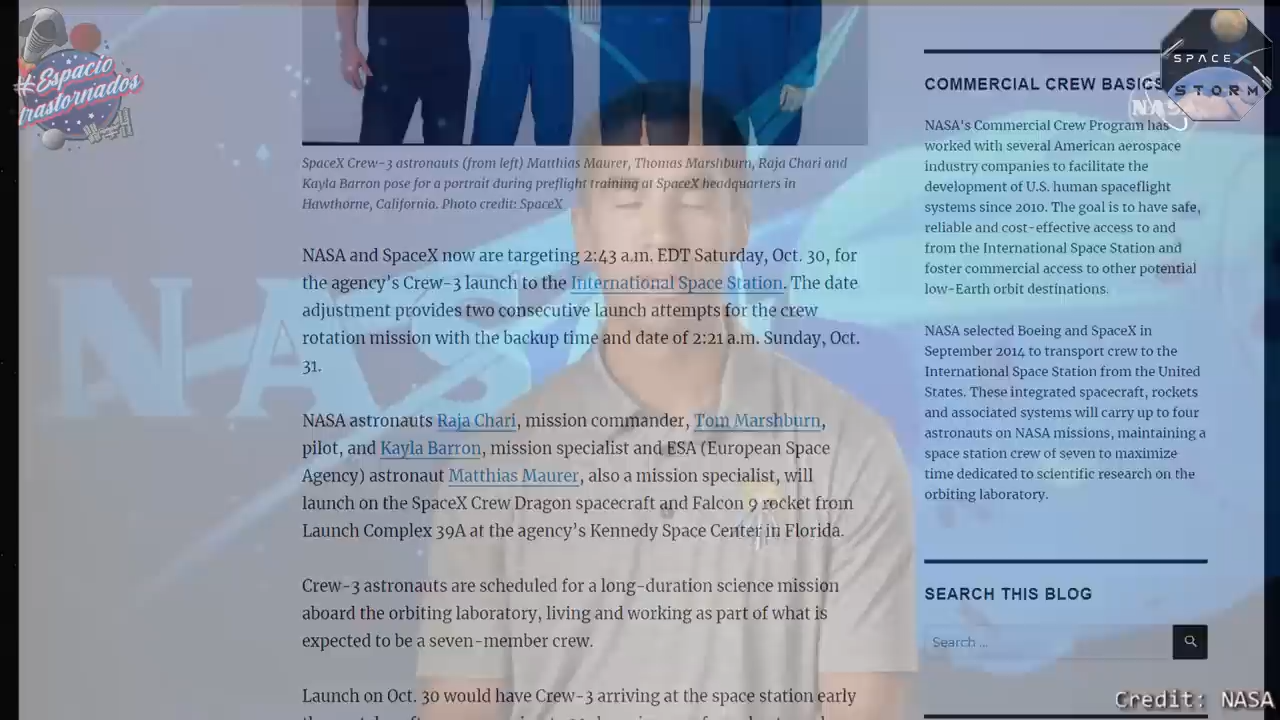 #Espacio
trastornados
SPACEX
STORM
NASA
NAS
SpaceX Crew-3 astronauts (from left) Matthias Maurer, Thomas Marshburn, Raja Chari and
Kayla Barron pose for a portrait during preflight training at SpaceX headquarters in
Hawthorne, California. Photo credit: SpaceX
NASA and SpaceX now are targeting 2:43 a.m. EDT Saturday, Oct. 30, for
the agency’s Crew-3 launch to the International Space Station. The date
adjustment provides two consecutive launch attempts for the crew
rotation mission with the backup time and date of 2:21 a.m. Sunday, Oct.
31.
NASA astronauts Raja Chari, mission commander, Tom Marshburn,
pilot, and Kayla Barron, mission specialist and ESA (European Space
Agency) astronaut Matthias Maurer, also a mission specialist, will
launch on the SpaceX Crew Dragon spacecraft and Falcon 9 rocket from
Launch Complex 39A at the agency’s Kennedy Space Center in Florida.
Crew-3 astronauts are scheduled for a long-duration science mission
aboard the orbiting laboratory, living and working as part of what is
expected to be a seven-member crew.
Launch on Oct. 30 would have Crew-3 arriving at the space station early
COMMERCIAL CREW BASICS
NASA's Commercial Crew Program has
worked with several American aerospace
industry companies to facilitate the
development of U.S. human spaceflight
systems since 2010. The goal is to have safe,
reliable and cost-effective access to and
from the International Space Station and
foster commercial access to other potential
low-Earth orbit destinations.
NASA selected Boeing and SpaceX in
September 2014 to transport crew to the
International Space Station from the United
States. These integrated spacecraft, rockets
and associated systems will carry up to four
astronauts on NASA missions, maintaining a
space station crew of seven to maximize
time dedicated to scientific research on the
orbiting laboratory.
SEARCH THIS BLOG
Search ...
Credit: NASA